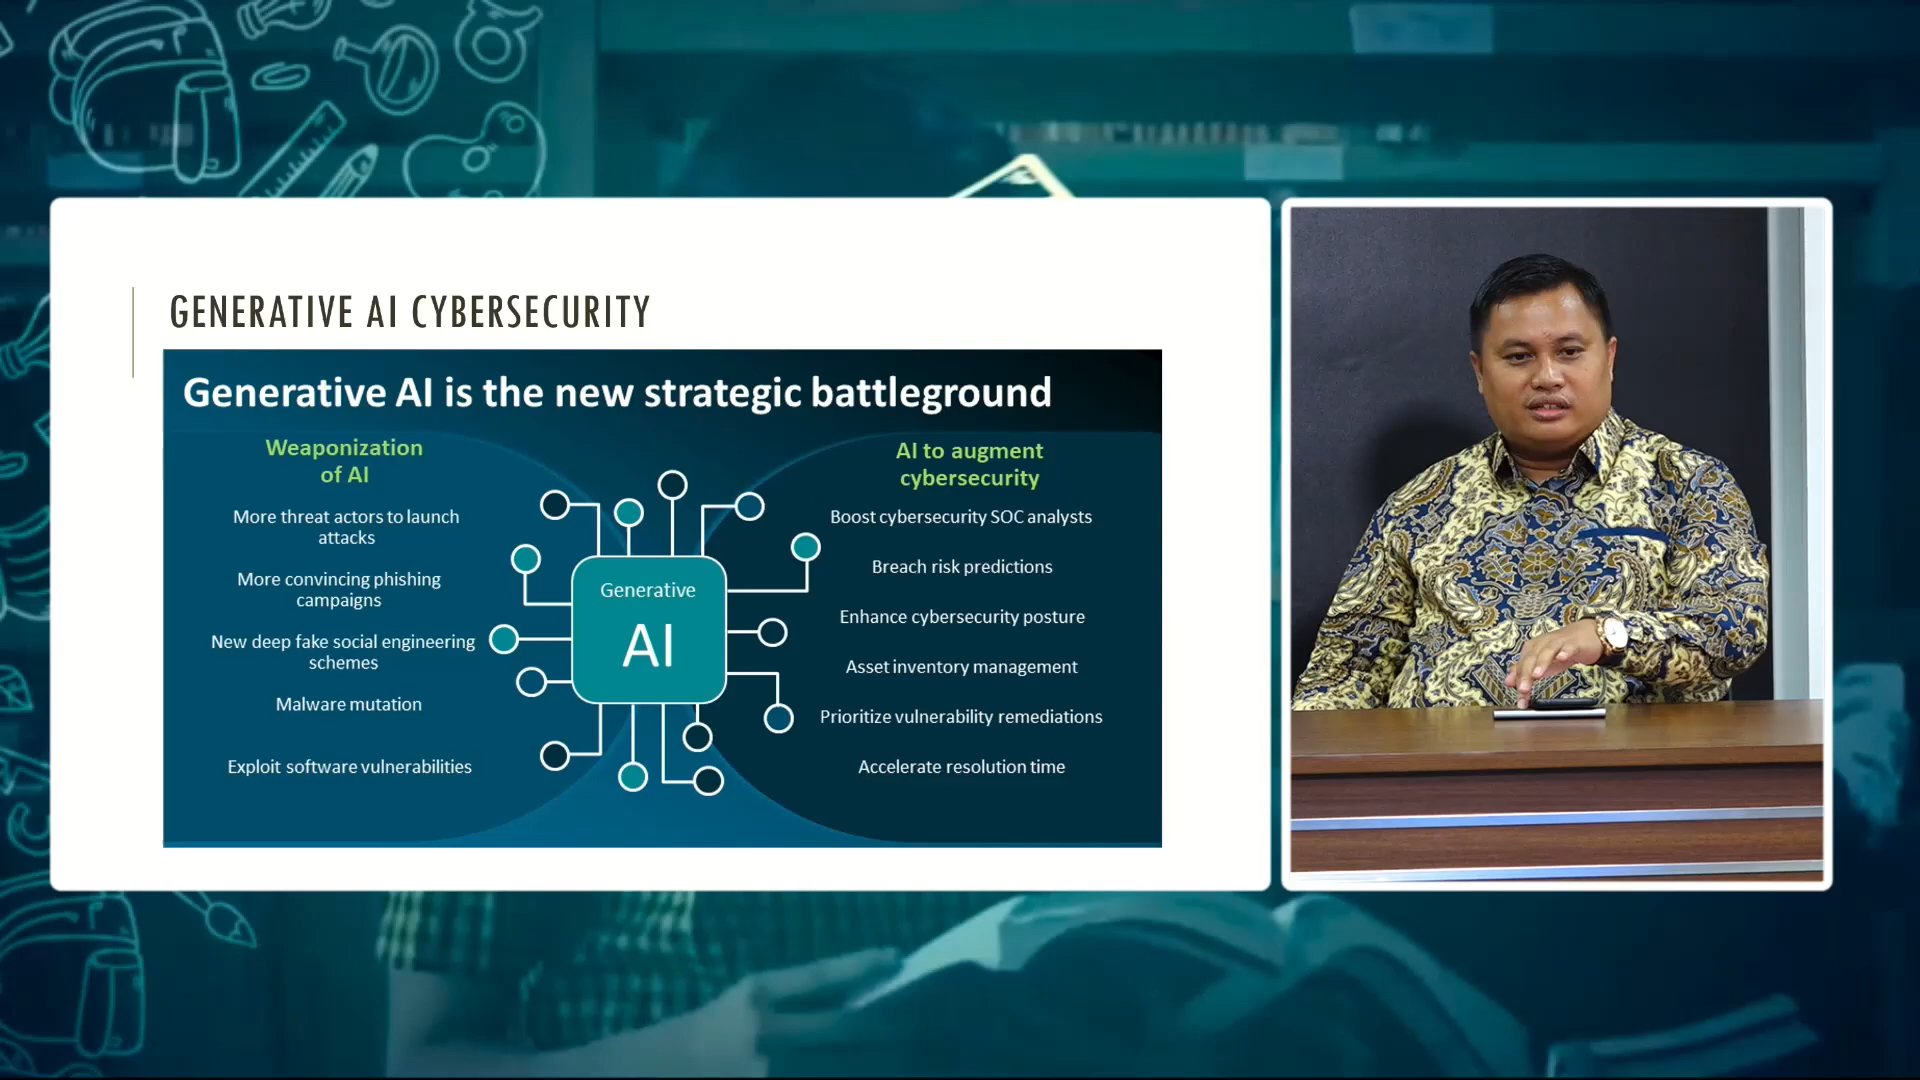 GENERATIVE AI CYBERSECURITY
Generative AI is the new strategic battleground
Weaponization
of AI
More threat actors to launch
attacks
More convincing phishing
campaigns
New deep fake social engineering
schemes
Malware mutation
Exploit software vulnerabilities
Generative
AI
AI to augment
cybersecurity
Boost cybersecurity SOC analysts
Breach risk predictions
Enhance cybersecurity posture
Asset inventory management
Prioritize vulnerability remediations
Accelerate resolution time